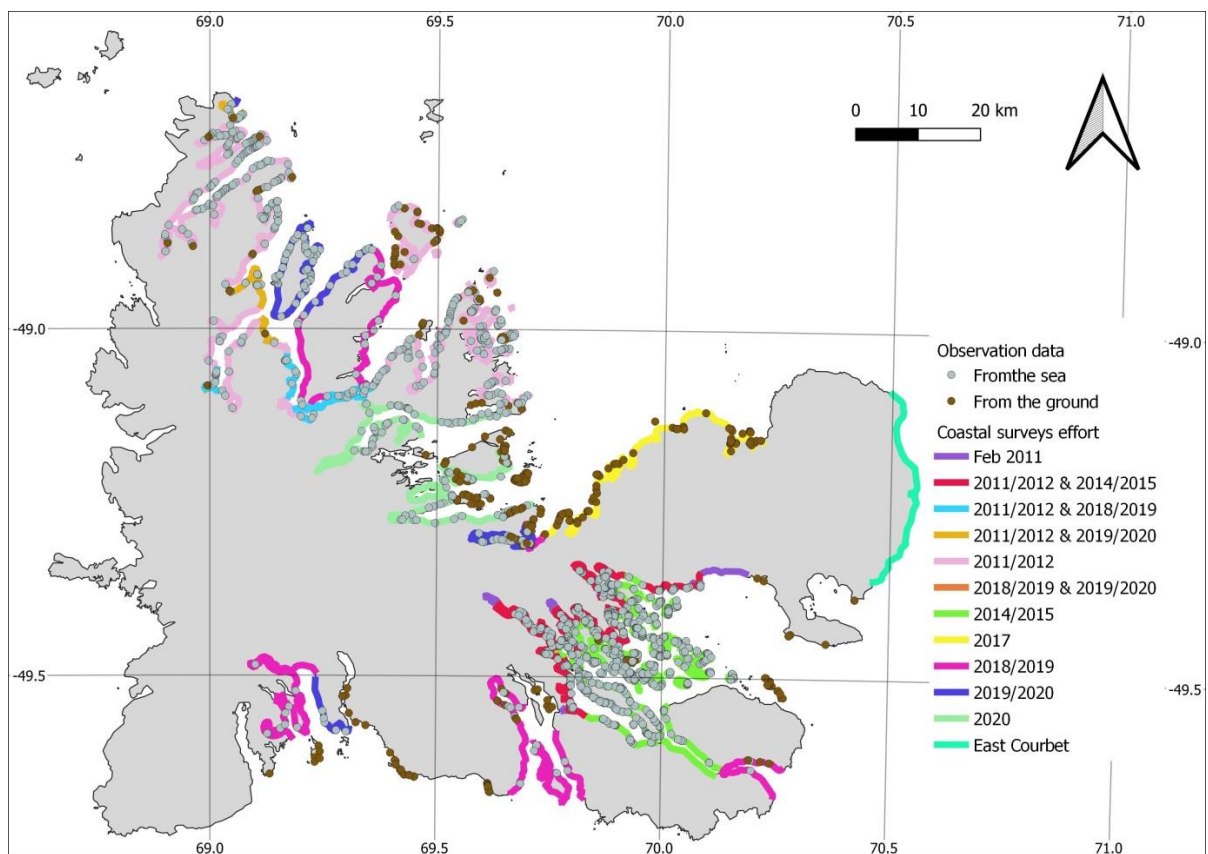 69.0 69.5 70.0 70.5 71.0
0 10 20 km
-49.0 -49.0
Observation data
Fromthe sea
From the ground
Coastal surveys effort
Feb 2011
2011/2012 & 2014/2015
2011/2012 & 2018/2019
2011/2012 & 2019/2020
2011/2012
2018/2019 & 2019/2020
2014/2015
2017
2018/2019
2019/2020
2020
East Courbet
-49.5 -49.5
69.0 69.5 70.0 70.5 71.0